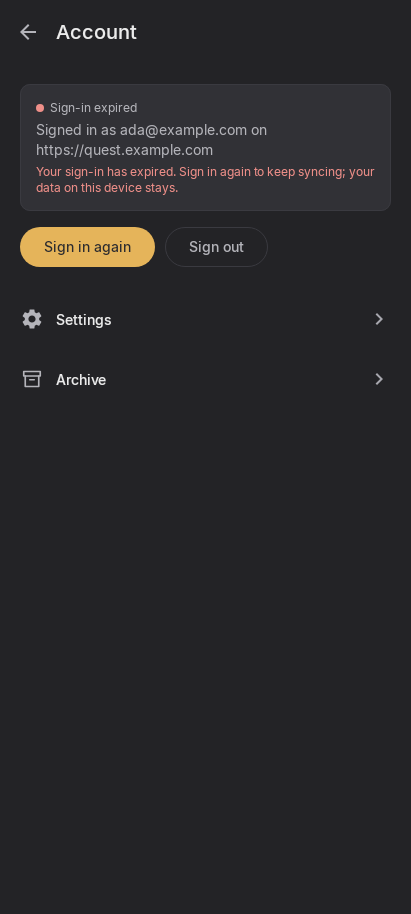 Account
Sign-in expired
Signed in as ada@example.com on
https://quest.example.com
Your sign-in has expired. Sign in again to keep syncing; your
data on this device stays.
Sign in again
Sign out
Settings
Archive